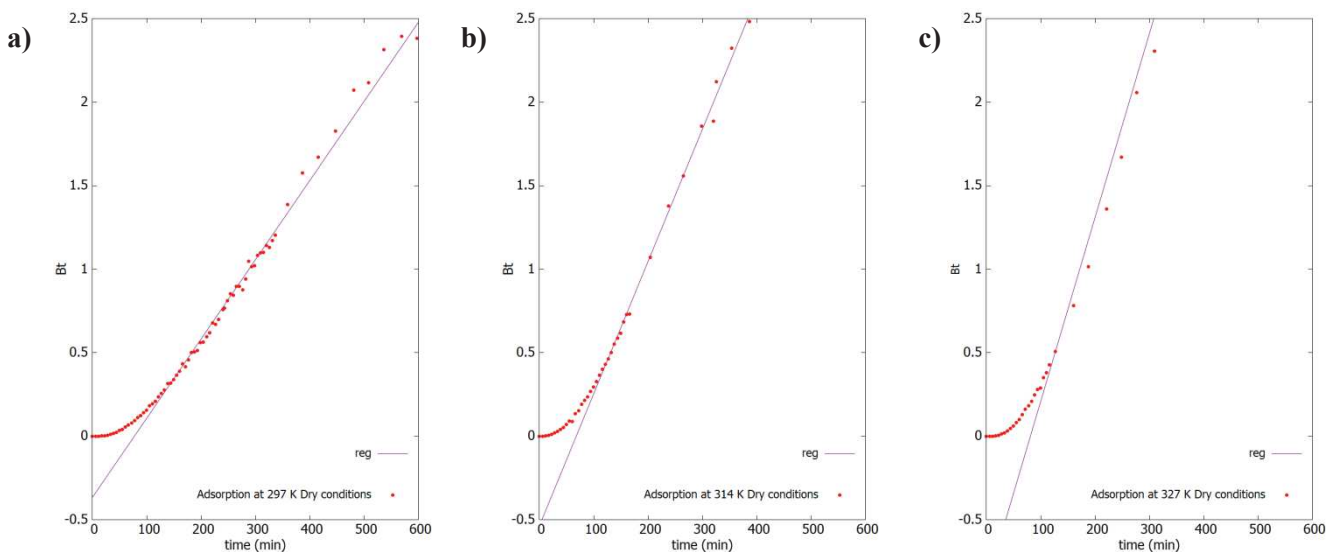 a)
2.5
2
1.5
1
0.5
0
-0.5
Bt
0 100 200 300 400 500 600
time (min)
reg
Adsorption at 297 K Dry conditions
b)
2.5
2
1.5
1
0.5
0
-0.5
Bt
0 100 200 300 400 500 600
time (min)
reg
Adsorption at 314 K Dry conditions
c)
2.5
2
1.5
1
0.5
0
-0.5
Bt
0 100 200 300 400 500 600
time (min)
reg
Adsorption at 327 K Dry conditions